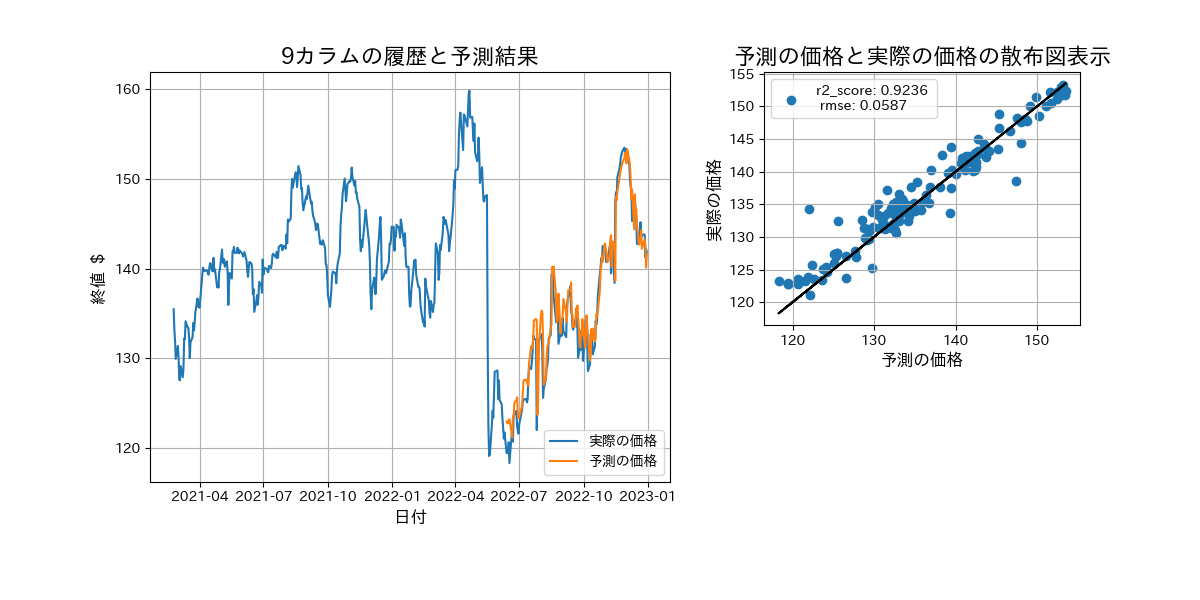 9カラムの履歴と予測結果
160
150
140
130
120
終値 $
2021-04 2021-07 2021-10 2022-01 2022-04 2022-07 2022-10 2023-01
日付
実際の価格
予測の価格
予測の価格と実際の価格の散布図表示
155
150
145
140
135
130
125
120
実際の価格
r2_score: 0.9236
rmse: 0.0587
120 130 140 150
予測の価格